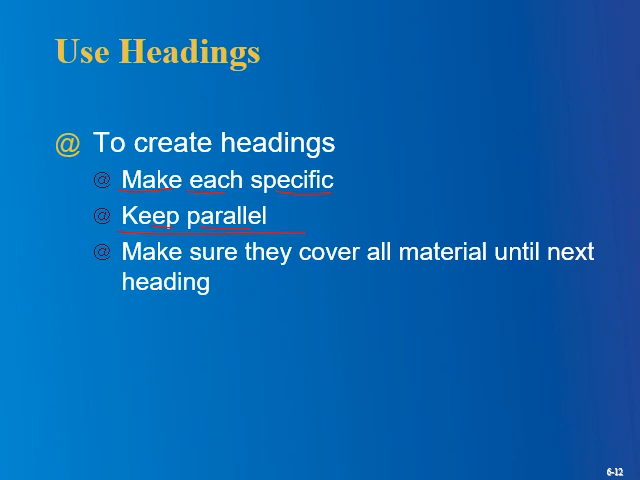 Use Headings
@ To create headings
@ Make each specific
@ Keep parallel
@ Make sure they cover all material until next
heading
6-12